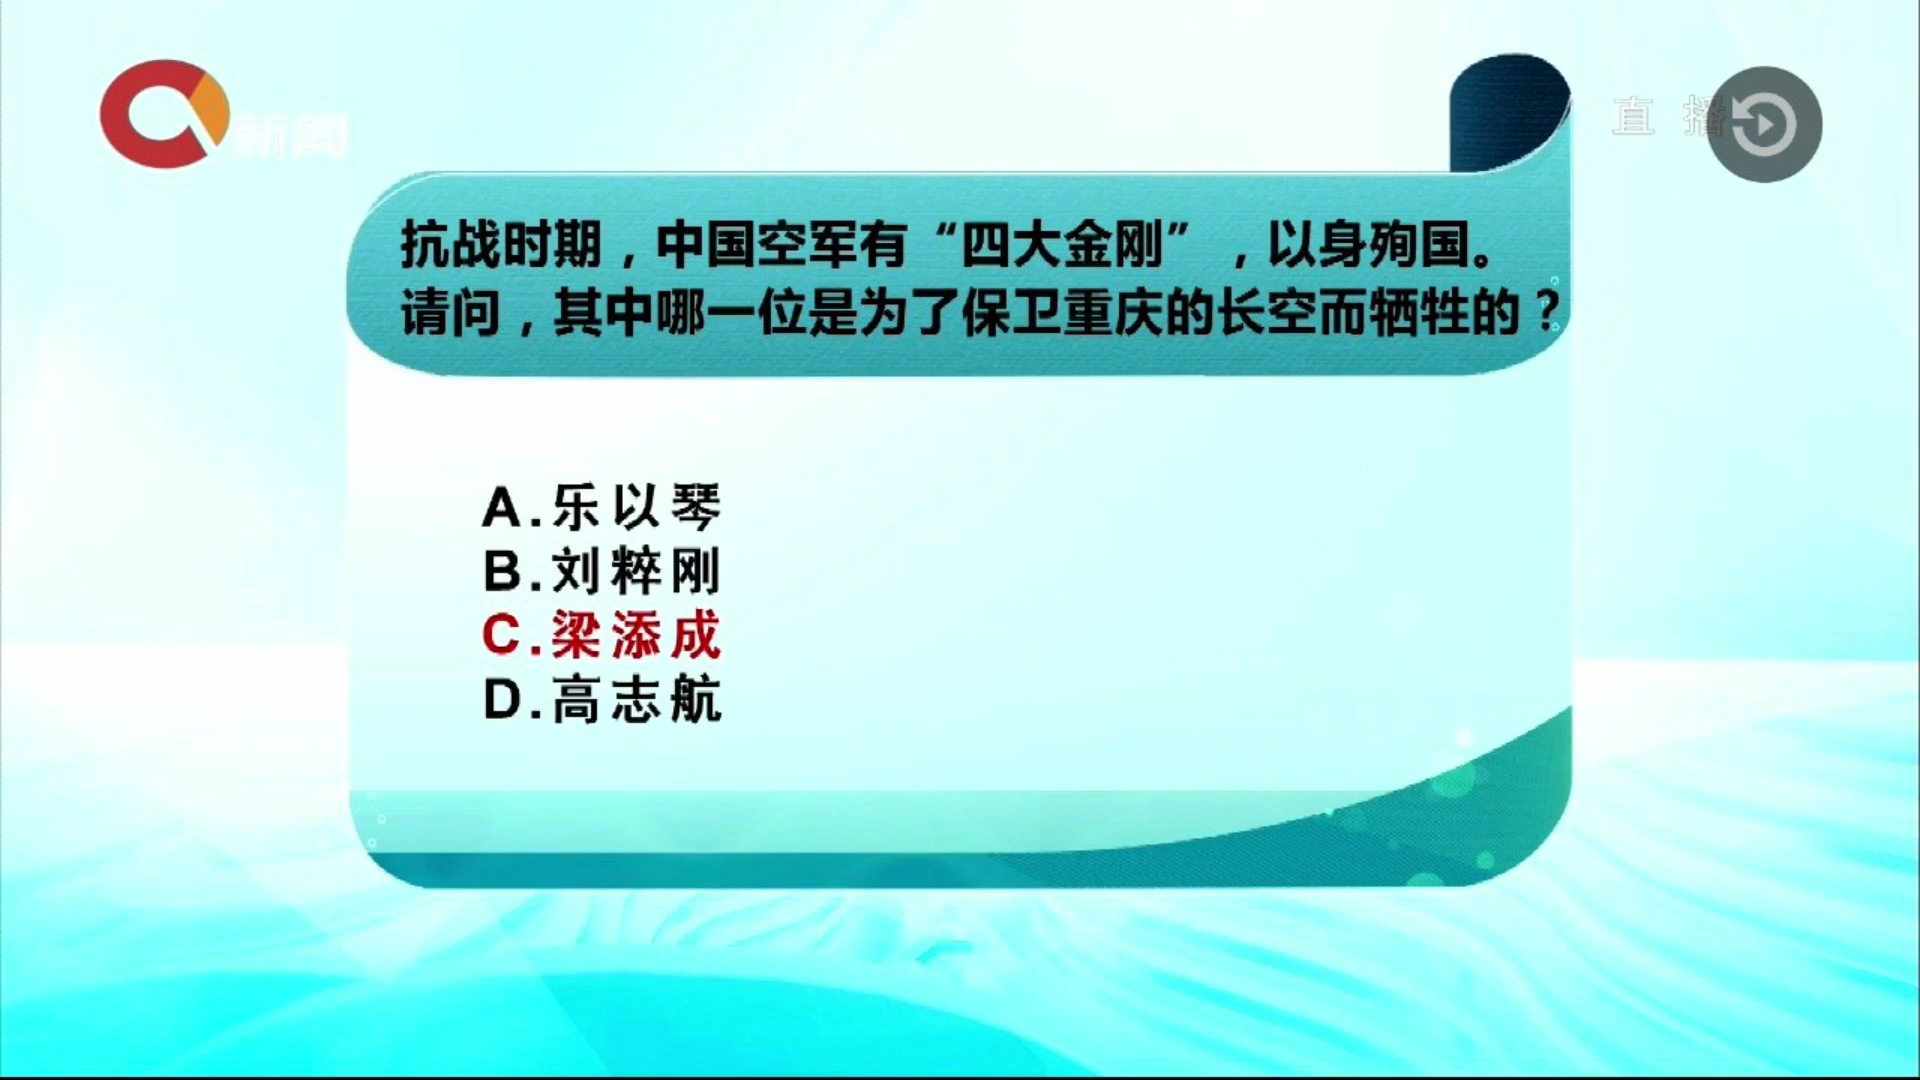 新闻
直播
抗战时期，中国空军有“四大金刚”，以身殉国。
请问，其中哪一位是为了保卫重庆的长空而牺牲的？
A.乐以琴
B.刘粹刚
C.梁添成
D.高志航